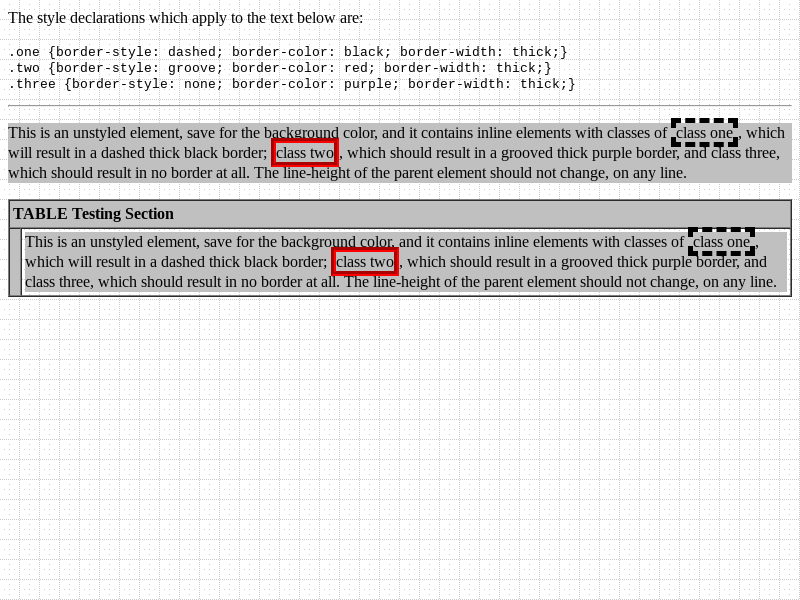 The style declarations which apply to the text below are:
.one {border-style: dashed; border-color: black; border-width: thick;}
.two {border-style: groove; border-color: red; border-width: thick;}
.three {border-style: none; border-color: purple; border-width: thick;}
This is an unstyled element, save for the background color, and it contains inline elements with classes of class one, which
will result in a dashed thick black border; class two, which should result in a grooved thick purple border, and class three,
which should result in no border at all. The line-height of the parent element should not change, on any line.
TABLE Testing Section
This is an unstyled element, save for the background color, and it contains inline elements with classes of class one,
which will result in a dashed thick black border; class two, which should result in a grooved thick purple border, and
class three, which should result in no border at all. The line-height of the parent element should not change, on any line.